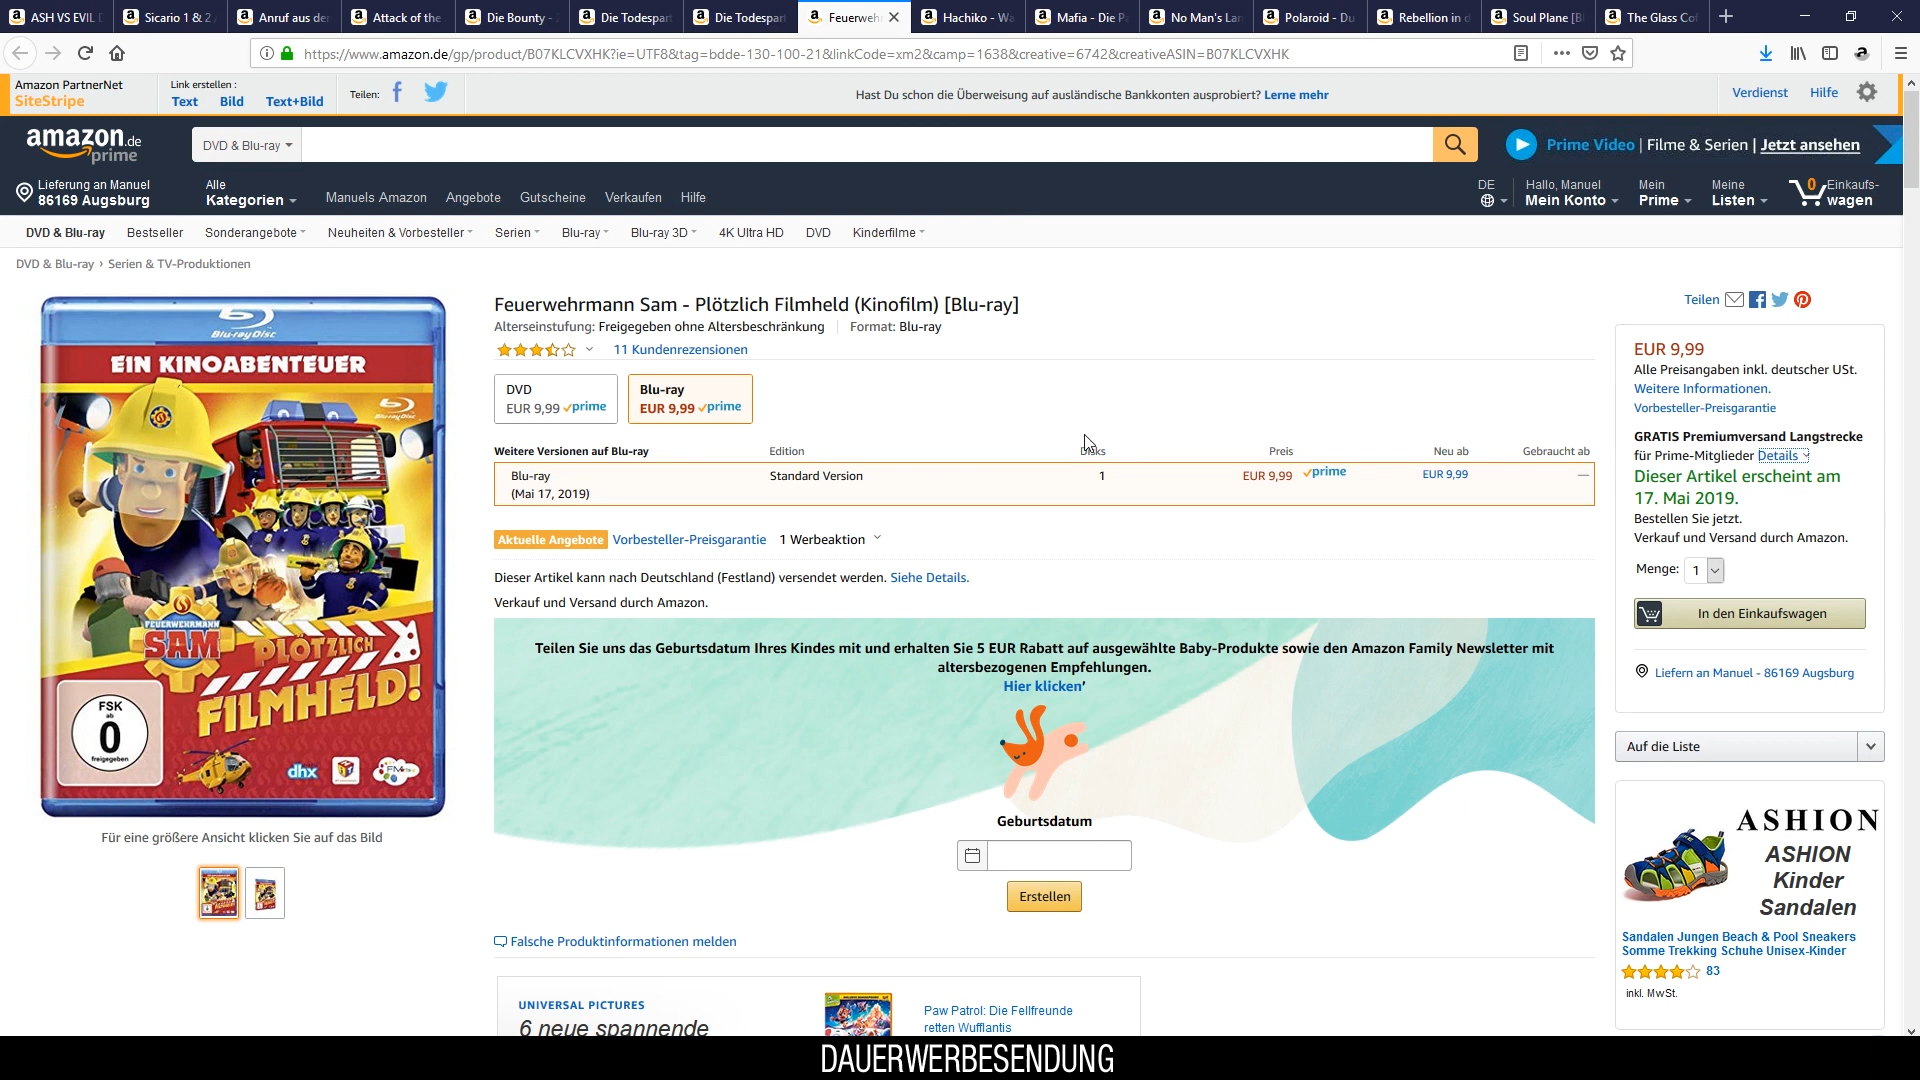 ASH VS EVIL
Sicario 1 & 2
Anruf aus der
Attack of the
Die Bounty -
Die Todespart
Die Todespart
Feuerwehr
Hachiko - Wa
Mafia - Die Pa
No Man's Lan
Polaroid - Du
Rebellion in d
Soul Plane [B
The Glass Cof
https://www.amazon.de/gp/product/B07KLCVXHK?ie=UTF8&tag=bdde-130-100-21&linkCode=xm2&camp=1638&creative=6742&creativeASIN=B07KLCVXHK
Amazon PartnerNet
SiteStripe
Link erstellen :
Text Bild Text+Bild
Teilen:
Hast Du schon die Überweisung auf ausländische Bankkonten ausprobiert? Lerne mehr
Verdienst Hilfe
amazon.de
prime
DVD & Blu-ray
Prime Video | Filme & Serien | Jetzt ansehen
Lieferung an Manuel
86169 Augsburg
Alle
Kategorien
Manuels Amazon Angebote Gutscheine Verkaufen Hilfe
DE
Hallo, Manuel
Mein Konto
Mein
Prime
Meine
Listen
0
Einkaufs-
wagen
DVD & Blu-ray Bestseller Sonderangebote Neuheiten & Vorbesteller Serien Blu-ray Blu-ray 3D 4K Ultra HD DVD Kinderfilme
DVD & Blu-ray › Serien & TV-Produktionen
Blu-ray Disc
EIN KINOABENTEUER
Blu-ray Disc
FEUERWEHRMANN
SAM
PLÖTZLICH
FILMHELD!
FSK
ab
0
freigegeben
dhx
Für eine größere Ansicht klicken Sie auf das Bild
Feuerwehrmann Sam - Plötzlich Filmheld (Kinofilm) [Blu-ray]
Alterseinstufung: Freigegeben ohne Altersbeschränkung Format: Blu-ray
11 Kundenrezensionen
DVD
EUR 9,99 prime
Blu-ray
EUR 9,99 prime
Weitere Versionen auf Blu-ray Edition Disks Preis Neu ab Gebraucht ab
Blu-ray Standard Version 1 EUR 9,99 prime EUR 9,99 —
(Mai 17, 2019)
Aktuelle Angebote Vorbesteller-Preisgarantie 1 Werbeaktion
Dieser Artikel kann nach Deutschland (Festland) versendet werden. Siehe Details.
Verkauf und Versand durch Amazon.
Teilen Sie uns das Geburtsdatum Ihres Kindes mit und erhalten Sie 5 EUR Rabatt auf ausgewählte Baby-Produkte sowie den Amazon Family Newsletter mit
altersbezogenen Empfehlungen.
Hier klicken’
Geburtsdatum
Erstellen
Falsche Produktinformationen melden
UNIVERSAL PICTURES
6 neue spannende
Paw Patrol: Die Fellfreunde
retten Wufflantis
Teilen
EUR 9,99
Alle Preisangaben inkl. deutscher USt.
Weitere Informationen.
Vorbesteller-Preisgarantie
GRATIS Premiumversand Langstrecke
für Prime-Mitglieder Details
Dieser Artikel erscheint am
17. Mai 2019.
Bestellen Sie jetzt.
Verkauf und Versand durch Amazon.
Menge: 1
In den Einkaufswagen
Liefern an Manuel - 86169 Augsburg
Auf die Liste
ASHION
ASHION
Kinder
Sandalen
Sandalen Jungen Beach & Pool Sneakers
Somme Trekking Schuhe Unisex-Kinder
83
inkl. MwSt.
DAUERWERBESENDUNG